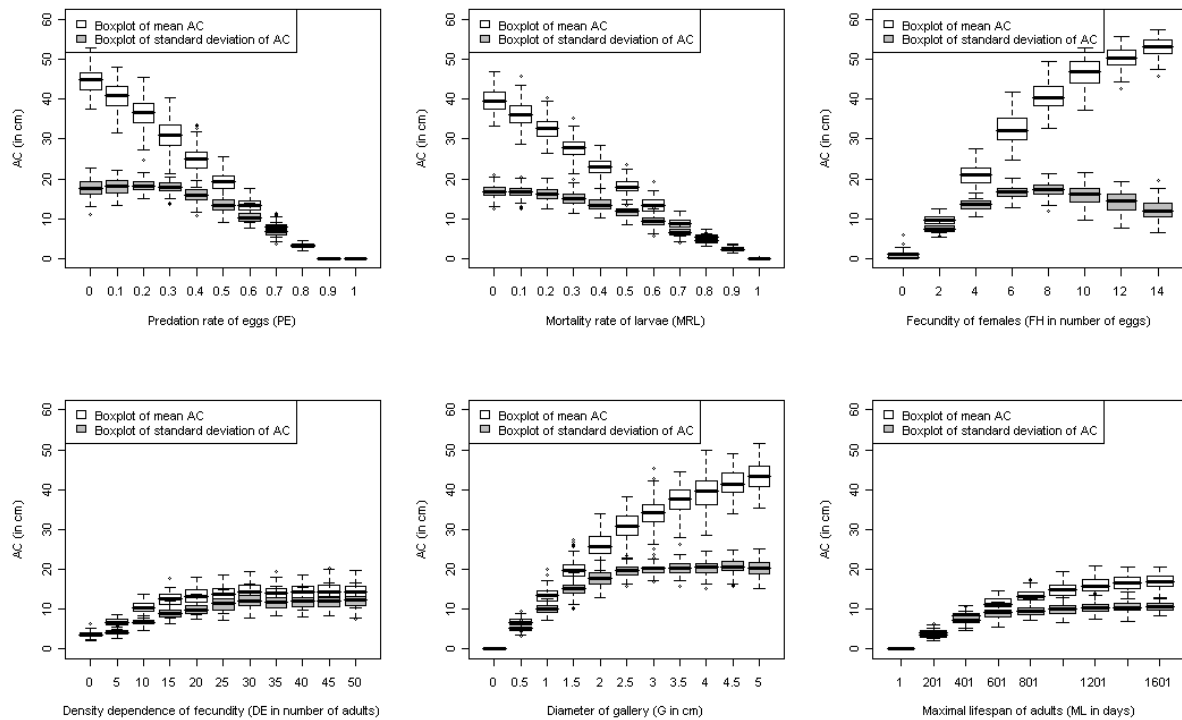 Boxplot of mean AC
Boxplot of standard deviation of AC
AC (in cm)
60
50
40
30
20
10
0
0 0.1 0.2 0.3 0.4 0.5 0.6 0.7 0.8 0.9 1
Predation rate of eggs (PE)
Boxplot of mean AC
Boxplot of standard deviation of AC
AC (in cm)
60
50
40
30
20
10
0
0 0.1 0.2 0.3 0.4 0.5 0.6 0.7 0.8 0.9 1
Mortality rate of larvae (MRL)
Boxplot of mean AC
Boxplot of standard deviation of AC
AC (in cm)
60
50
40
30
20
10
0
0 2 4 6 8 10 12 14
Fecundity of females (FH in number of eggs)
Boxplot of mean AC
Boxplot of standard deviation of AC
AC (in cm)
60
50
40
30
20
10
0
0 5 10 15 20 25 30 35 40 45 50
Density dependence of fecundity (DE in number of adults)
Boxplot of mean AC
Boxplot of standard deviation of AC
AC (in cm)
60
50
40
30
20
10
0
0 0.5 1 1.5 2 2.5 3 3.5 4 4.5 5
Diameter of gallery (G in cm)
Boxplot of mean AC
Boxplot of standard deviation of AC
AC (in cm)
60
50
40
30
20
10
0
1 201 401 601 801 1201 1601
Maximal lifespan of adults (ML in days)